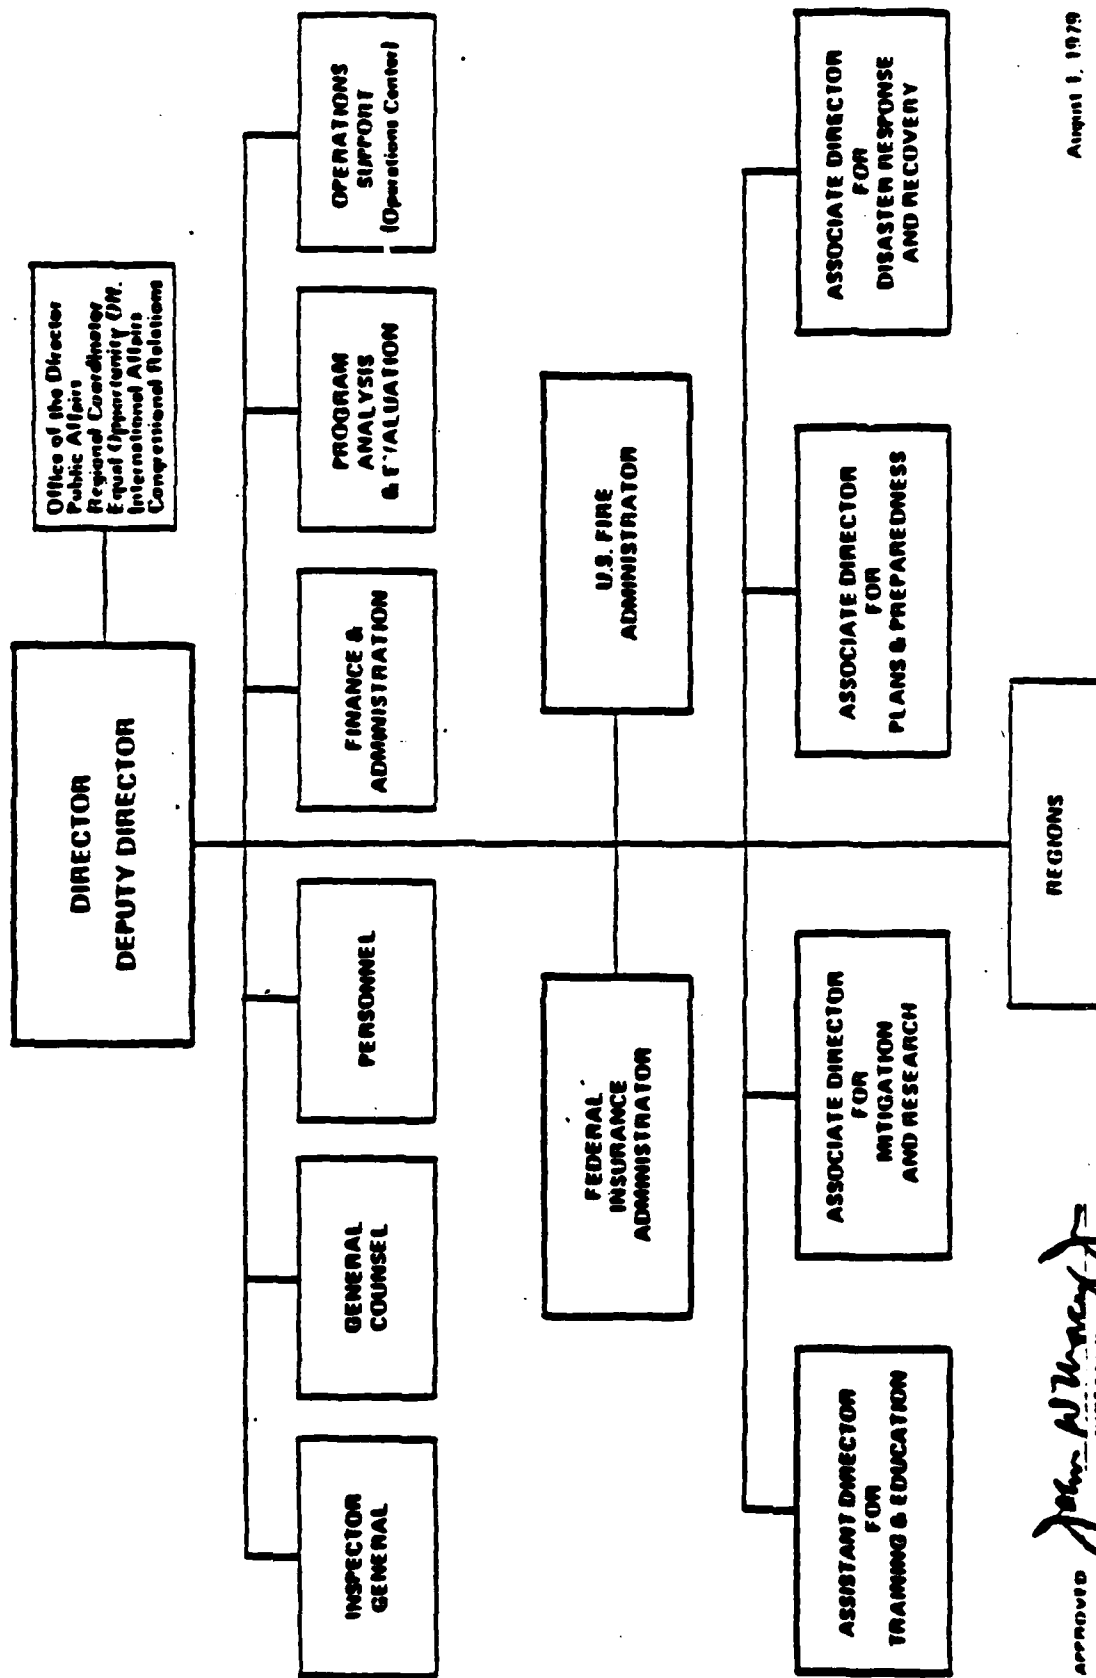 DIRECTOR
DEPUTY DIRECTOR
Office of the Director
Public Affairs
Regional Coordinator
Equal Opportunity Off.
International Affairs
Congressional Relations
INSPECTOR
GENERAL
GENERAL
COUNSEL
PERSONNEL
FINANCE &
ADMINISTRATION
PROGRAM
ANALYSIS
& EVALUATION
OPERATIONS
SUPPORT
(Operations Center)
FEDERAL
INSURANCE
ADMINISTRATOR
U.S. FIRE
ADMINISTRATOR
ASSISTANT DIRECTOR
FOR
TRAINING & EDUCATION
ASSOCIATE DIRECTOR
FOR
MITIGATION
AND RESEARCH
ASSOCIATE DIRECTOR
FOR
PLANS & PREPAREDNESS
ASSOCIATE DIRECTOR
FOR
DISASTER RESPONSE
AND RECOVERY
REGIONS
APPROVED John W Macy Jr
August 1, 1979